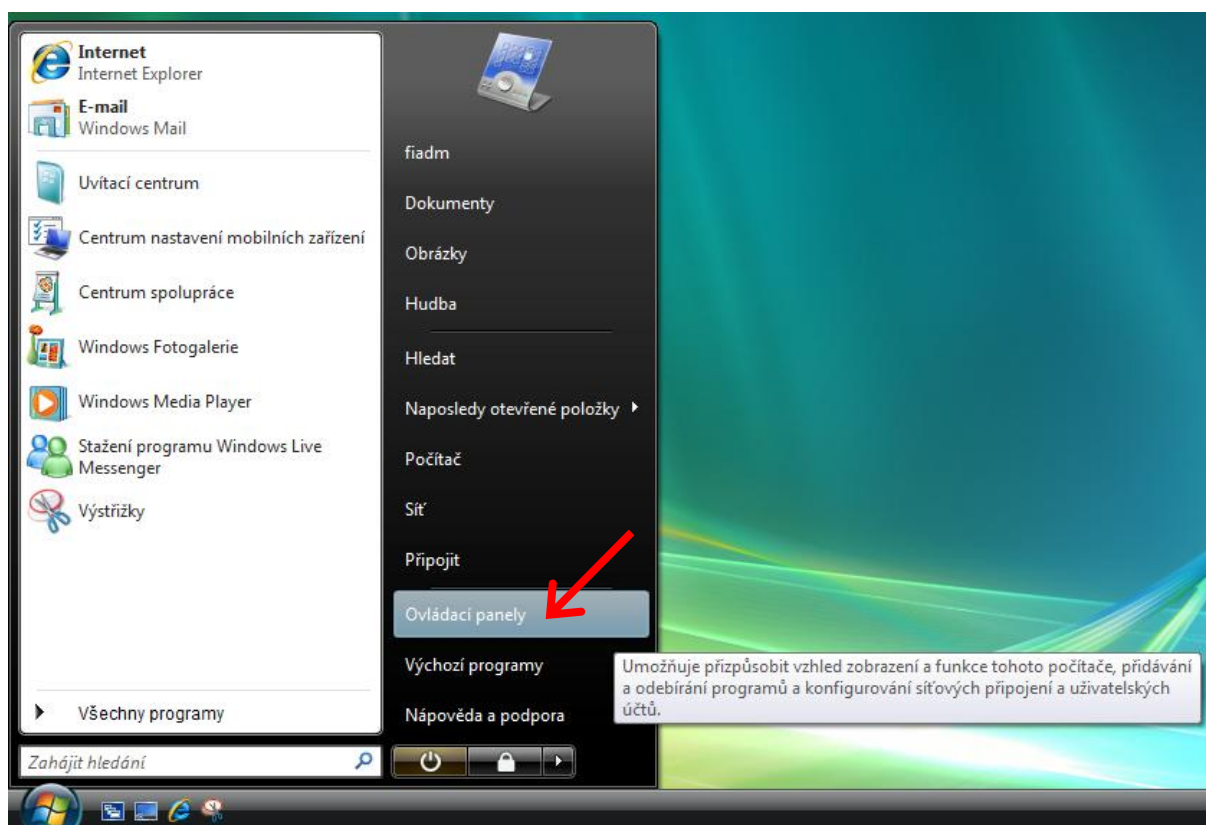 Internet
Internet Explorer
E-mail
Windows Mail
Uvítací centrum
Centrum nastavení mobilních zařízení
Centrum spolupráce
Windows Fotogalerie
Windows Media Player
Stažení programu Windows Live
Messenger
Výstřižky
Všechny programy
Zahájit hledání
fiadm
Dokumenty
Obrázky
Hudba
Hledat
Naposledy otevřené položky
Počítač
Síť
Připojit
Ovládací panely
Výchozí programy
Nápověda a podpora
Umožňuje přizpůsobit vzhled zobrazení a funkce tohoto počítače, přidávání
a odebírání programů a konfigurování síťových připojení a uživatelských
účtů.